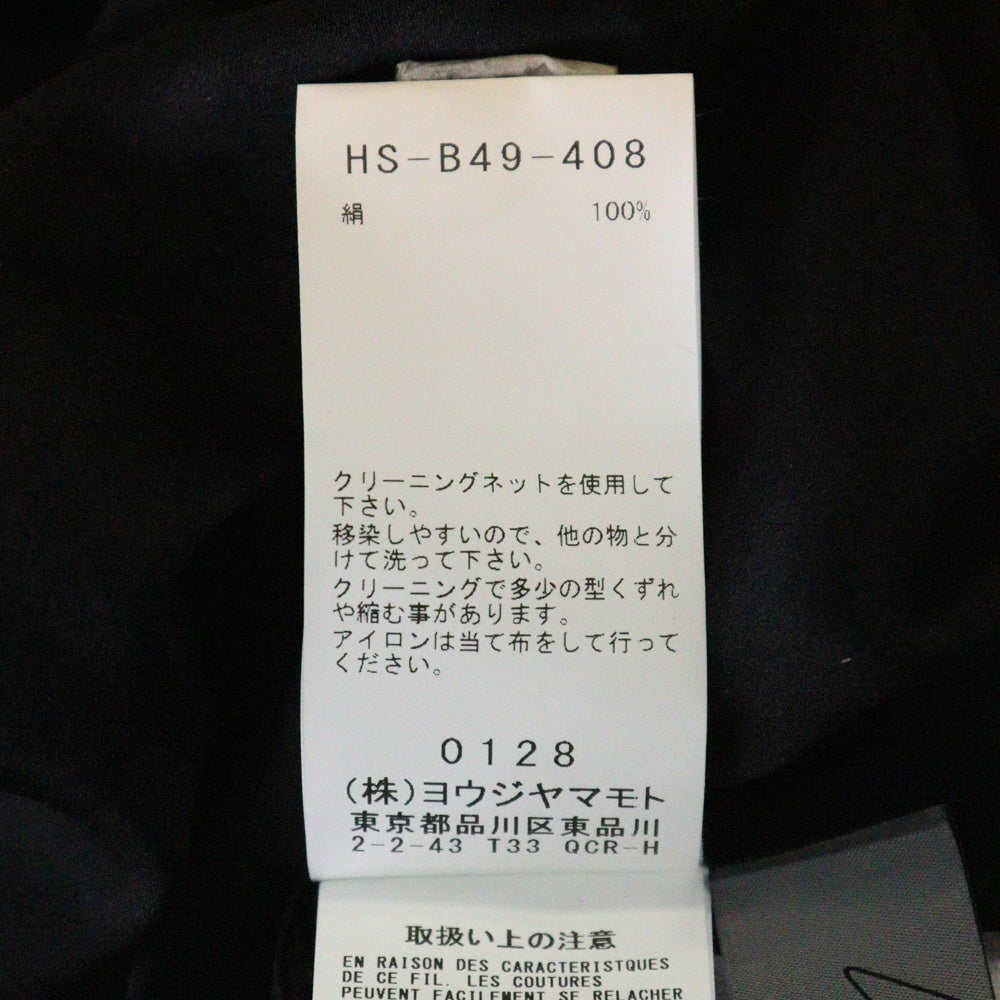 HS-B49-408
絹 100%
クリーニングネットを使用して
下さい。
移染しやすいので、他の物と分
けて洗って下さい。
クリーニングで多少の型くずれ
や縮む事があります。
アイロンは当て布をして行って
ください。
0128
(株)ヨウジヤマモト
東京都品川区東品川
2-2-43 T33 QCR-H
取扱い上の注意
EN RAISON DES CARACTERISTQUES
DE CE FIL. LES COUTURES
PEUVENT FACILEMENT SE RELACHER